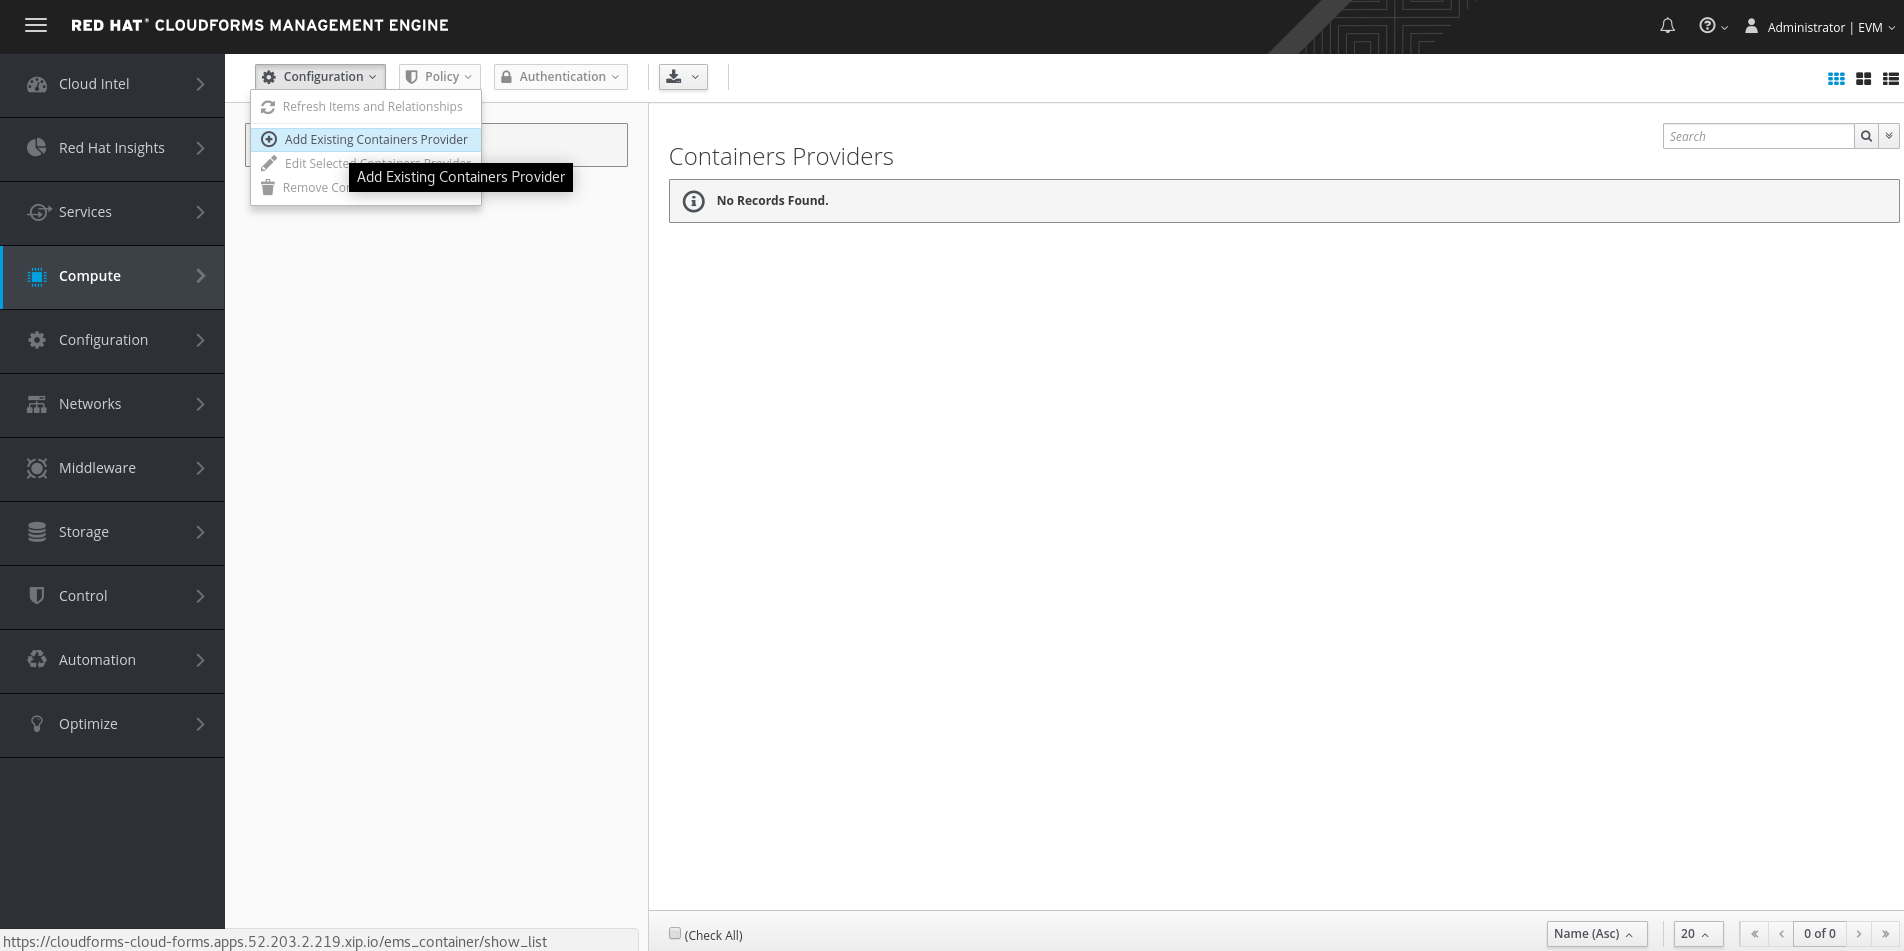 RED HAT® CLOUDFORMS MANAGEMENT ENGINE
Administrator | EVM
Cloud Intel
Red Hat Insights
Services
Compute
Configuration
Networks
Middleware
Storage
Control
Automation
Optimize
Configuration
Policy
Authentication
Refresh Items and Relationships
Add Existing Containers Provider
Edit Selected Containers Provider
Remove Co
Add Existing Containers Provider
Search
Containers Providers
No Records Found.
(Check All)
Name (Asc)
20
0 of 0
https://cloudforms-cloud-forms.apps.52.203.2.219.xip.io/ems_container/show_list